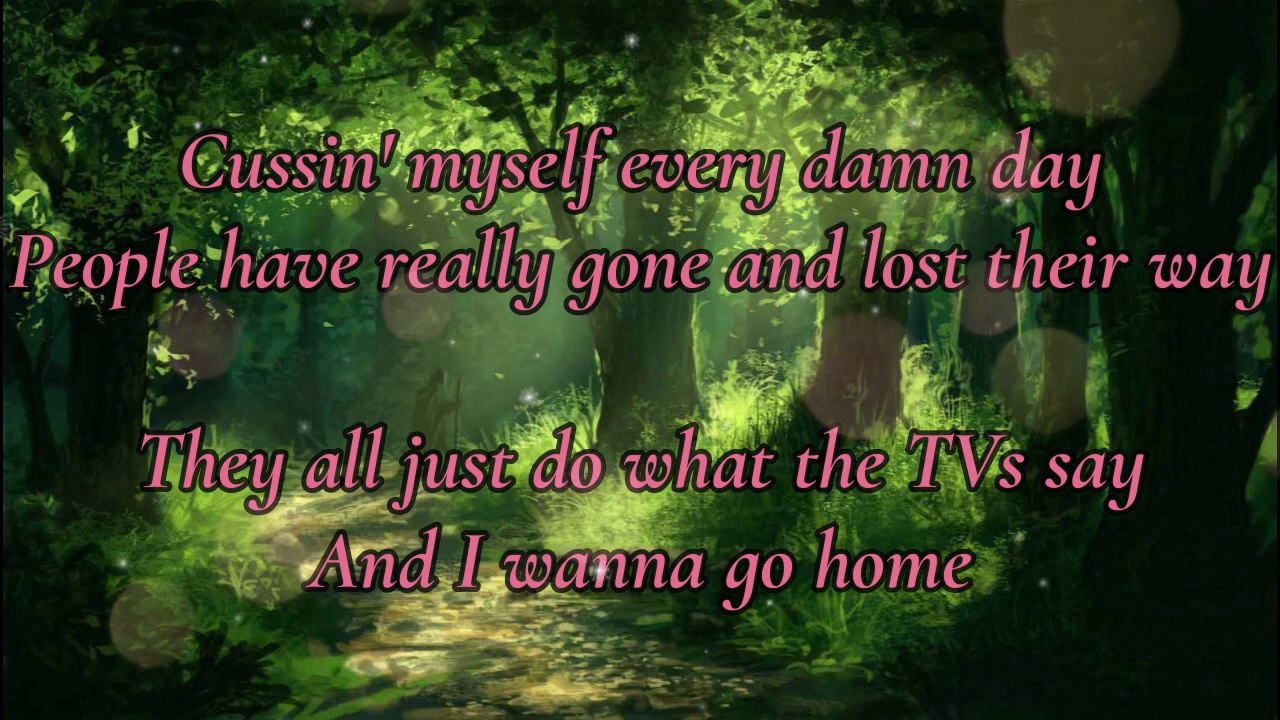 Cussin' myself every damn day
People have really gone and lost their way
They all just do what the TVs say
And I wanna go home